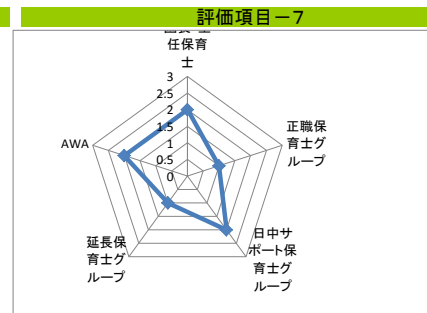 評価項目－7
任保育
士
3
2.5
2
1.5
1
0.5
0
正職保
育士グ
ループ
日中サ
ポート保
育士グ
ループ
延長保
育士グ
ループ
AWA